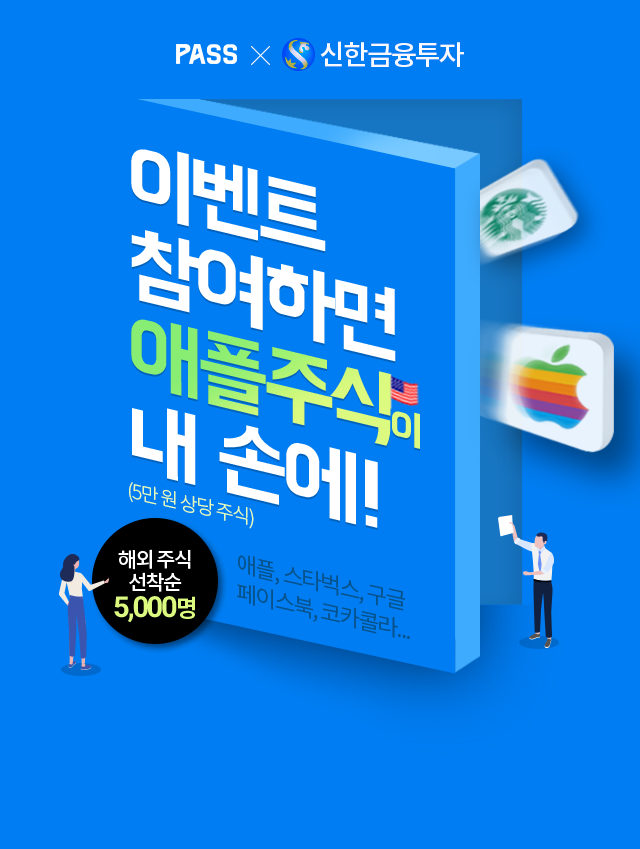 PASS × 신한금융투자
이벤트
참여하면
애플주식이
내 손에!
(5만 원 상당 주식)
해외 주식
선착순
5,000명
애플, 스타벅스, 구글
페이스북, 코카콜라...